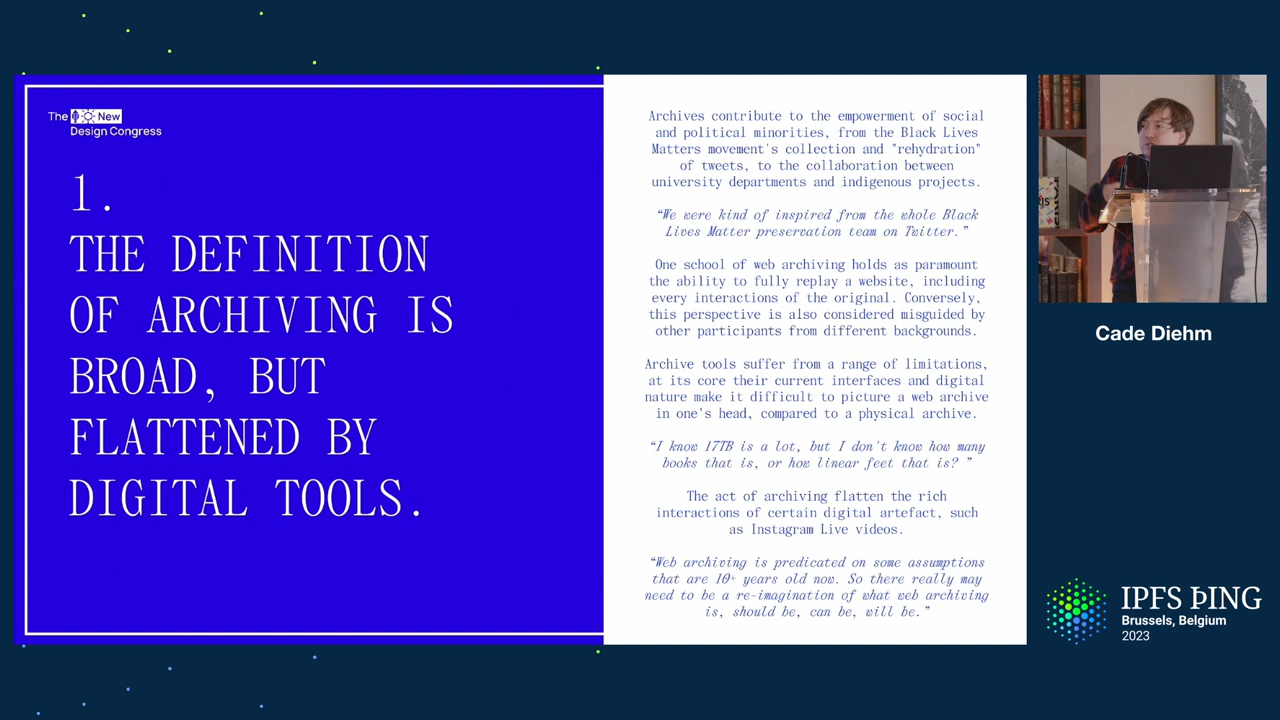 The New
Design Congress
1.
THE DEFINITION
OF ARCHIVING IS
BROAD, BUT
FLATTENED BY
DIGITAL TOOLS.
Archives contribute to the empowerment of social
and political minorities, from the Black Lives
Matters movement's collection and "rehydration"
of tweets, to the collaboration between
university departments and indigenous projects.
“We were kind of inspired from the whole Black
Lives Matter preservation team on Twitter.”
One school of web archiving holds as paramount
the ability to fully replay a website, including
every interactions of the original. Conversely,
this perspective is also considered misguided by
other participants from different backgrounds.
Archive tools suffer from a range of limitations,
at its core their current interfaces and digital
nature make it difficult to picture a web archive
in one's head, compared to a physical archive.
“I know 17TB is a lot, but I don't know how many
books that is, or how linear feet that is? ”
The act of archiving flatten the rich
interactions of certain digital artefact, such
as Instagram Live videos.
“Web archiving is predicated on some assumptions
that are 10+ years old now. So there really may
need to be a re-imagination of what web archiving
is, should be, can be, will be.”
Cade Diehm
IPFS ÞING
Brussels, Belgium
2023